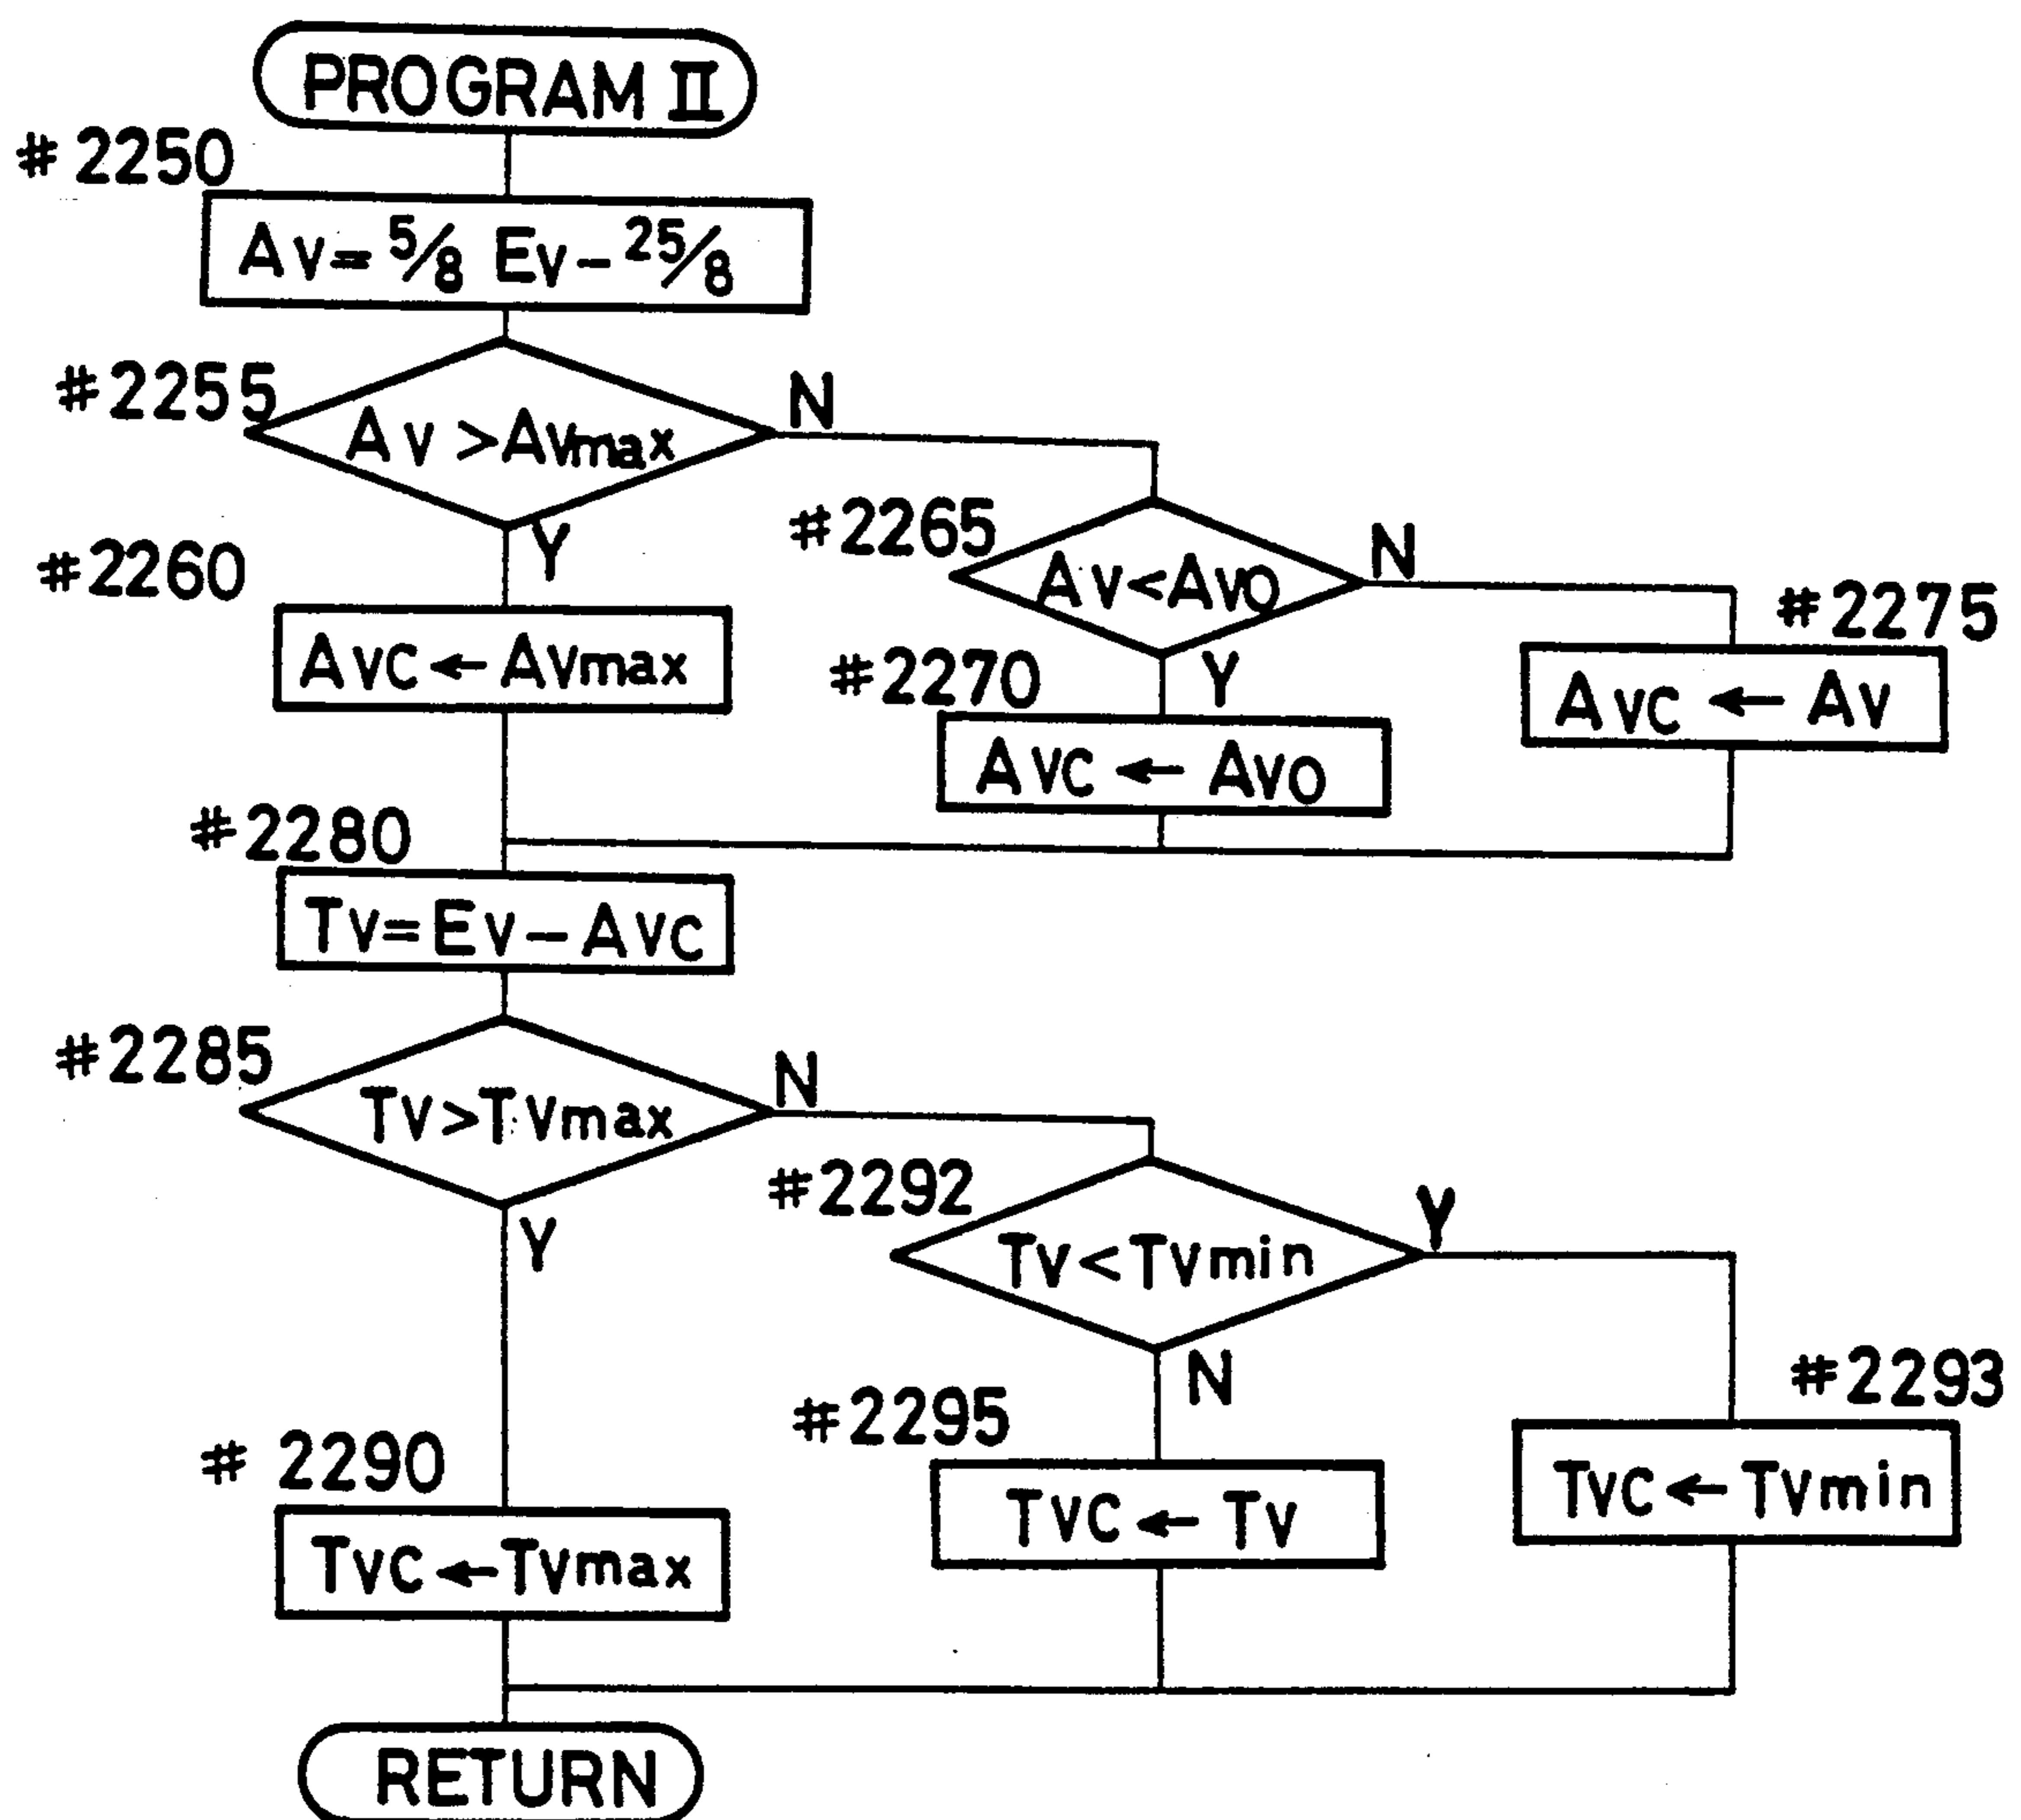 PROGRAM II
#2250
Av=5/8 Ev-25/8
#2255
Av>Avmax
N
Y
#2260
Avc←Avmax
#2265
Av<Avo
N
Y
#2270
Avc←Avo
#2275
Avc←Av
#2280
Tv=Ev-Avc
#2285
Tv>Tvmax
N
Y
#2292
Tv<Tvmin
Y
N
#2293
Tvc←Tvmin
#2295
Tvc←Tv
#2290
Tvc←Tvmax
RETURN